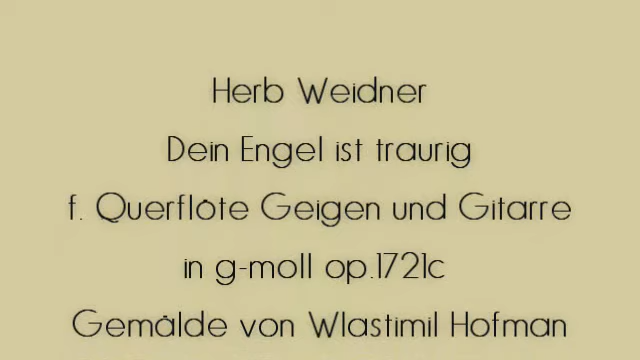 Herb Weidner
Dein Engel ist traurig
f. Querflöte Geigen und Gitarre
in g-moll op.1721c
Gemälde von Wlastimil Hofman